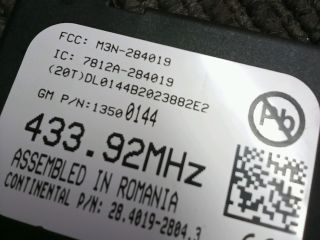 FCC: M3N-284019
IC: 7812A-284019
(20T)DL0144B2023882E2
GM P/N:13500144
Pb
433.92MHz
ASSEMBLED IN ROMANIA
CONTINENTAL P/N: 28.4019-2804.3